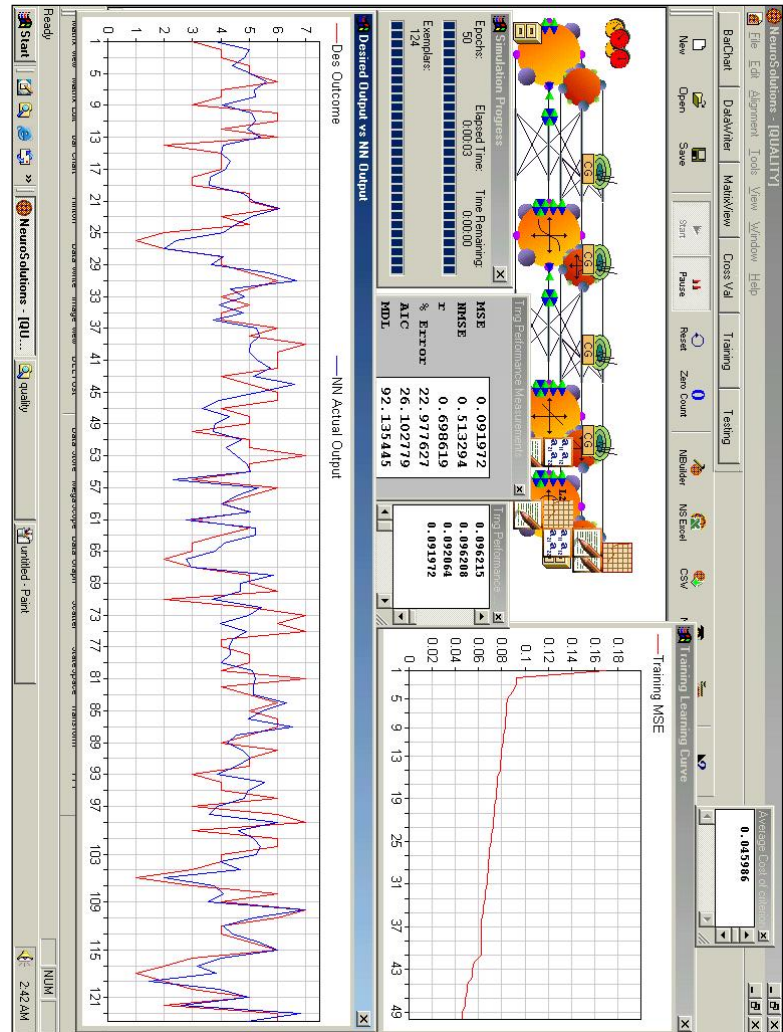 NeuroSolutions - [QUALITY]
File Edit Alignment Tools View Window Help
BarChart DataWriter MatrixView Cross Val Training Testing
New Open Save Start Pause Reset Zero Count NBuilder NS Excel CSV
CG CG CG CG
Average Cost of criterion
0.045986
Simulation Progress
Epochs: Elapsed Time: Time Remaining:
50 0:00:03 0:00:00
Exemplars:
124
Trng Performance Measurements
MSE 0.091972
NMSE 0.513294
r 0.698619
% Error 22.977627
AIC 26.102779
MDL 92.135445
Trng Performance
0.096215
0.096208
0.092064
0.091972
Training Learning Curve
Training MSE
0.18
0.16
0.14
0.12
0.1
0.08
0.06
0.04
0.02
0
1 5 9 13 19 25 31 37 43 49
Desired Output vs NN Output
Des Outcome NN Actual Output
7
6
5
4
3
2
1
0
1 5 9 13 17 21 25 29 33 37 41 45 49 53 57 61 65 69 73 77 81 85 89 93 97 103 109 115 121
Ready NUM
Start NeuroSolutions - [QU... quality untitled - Paint 2:42 AM